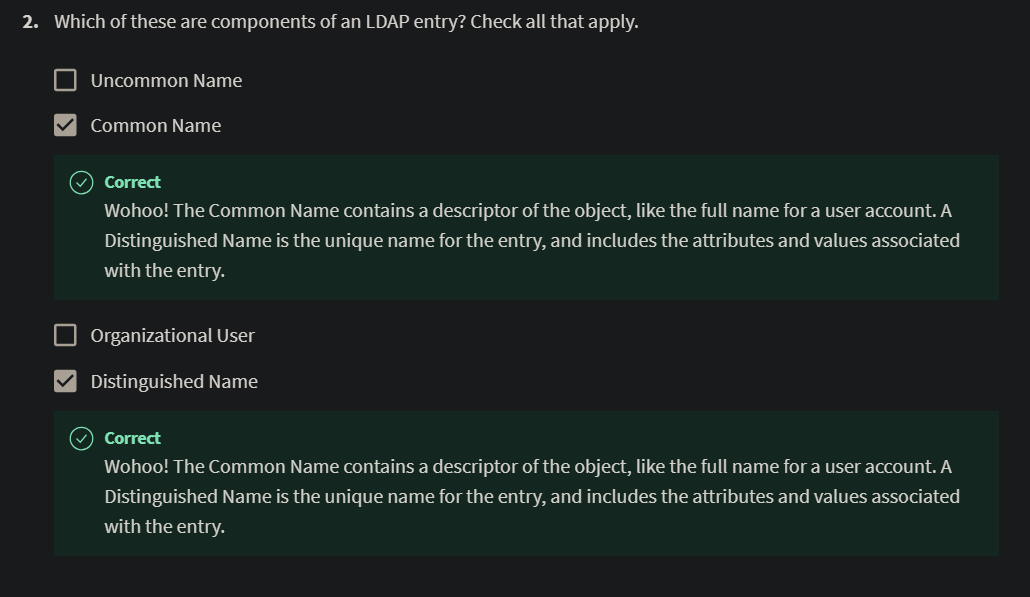 2. Which of these are components of an LDAP entry? Check all that apply.
Uncommon Name
Common Name
Correct
Wohoo! The Common Name contains a descriptor of the object, like the full name for a user account. A
Distinguished Name is the unique name for the entry, and includes the attributes and values associated
with the entry.
Organizational User
Distinguished Name
Correct
Wohoo! The Common Name contains a descriptor of the object, like the full name for a user account. A
Distinguished Name is the unique name for the entry, and includes the attributes and values associated
with the entry.